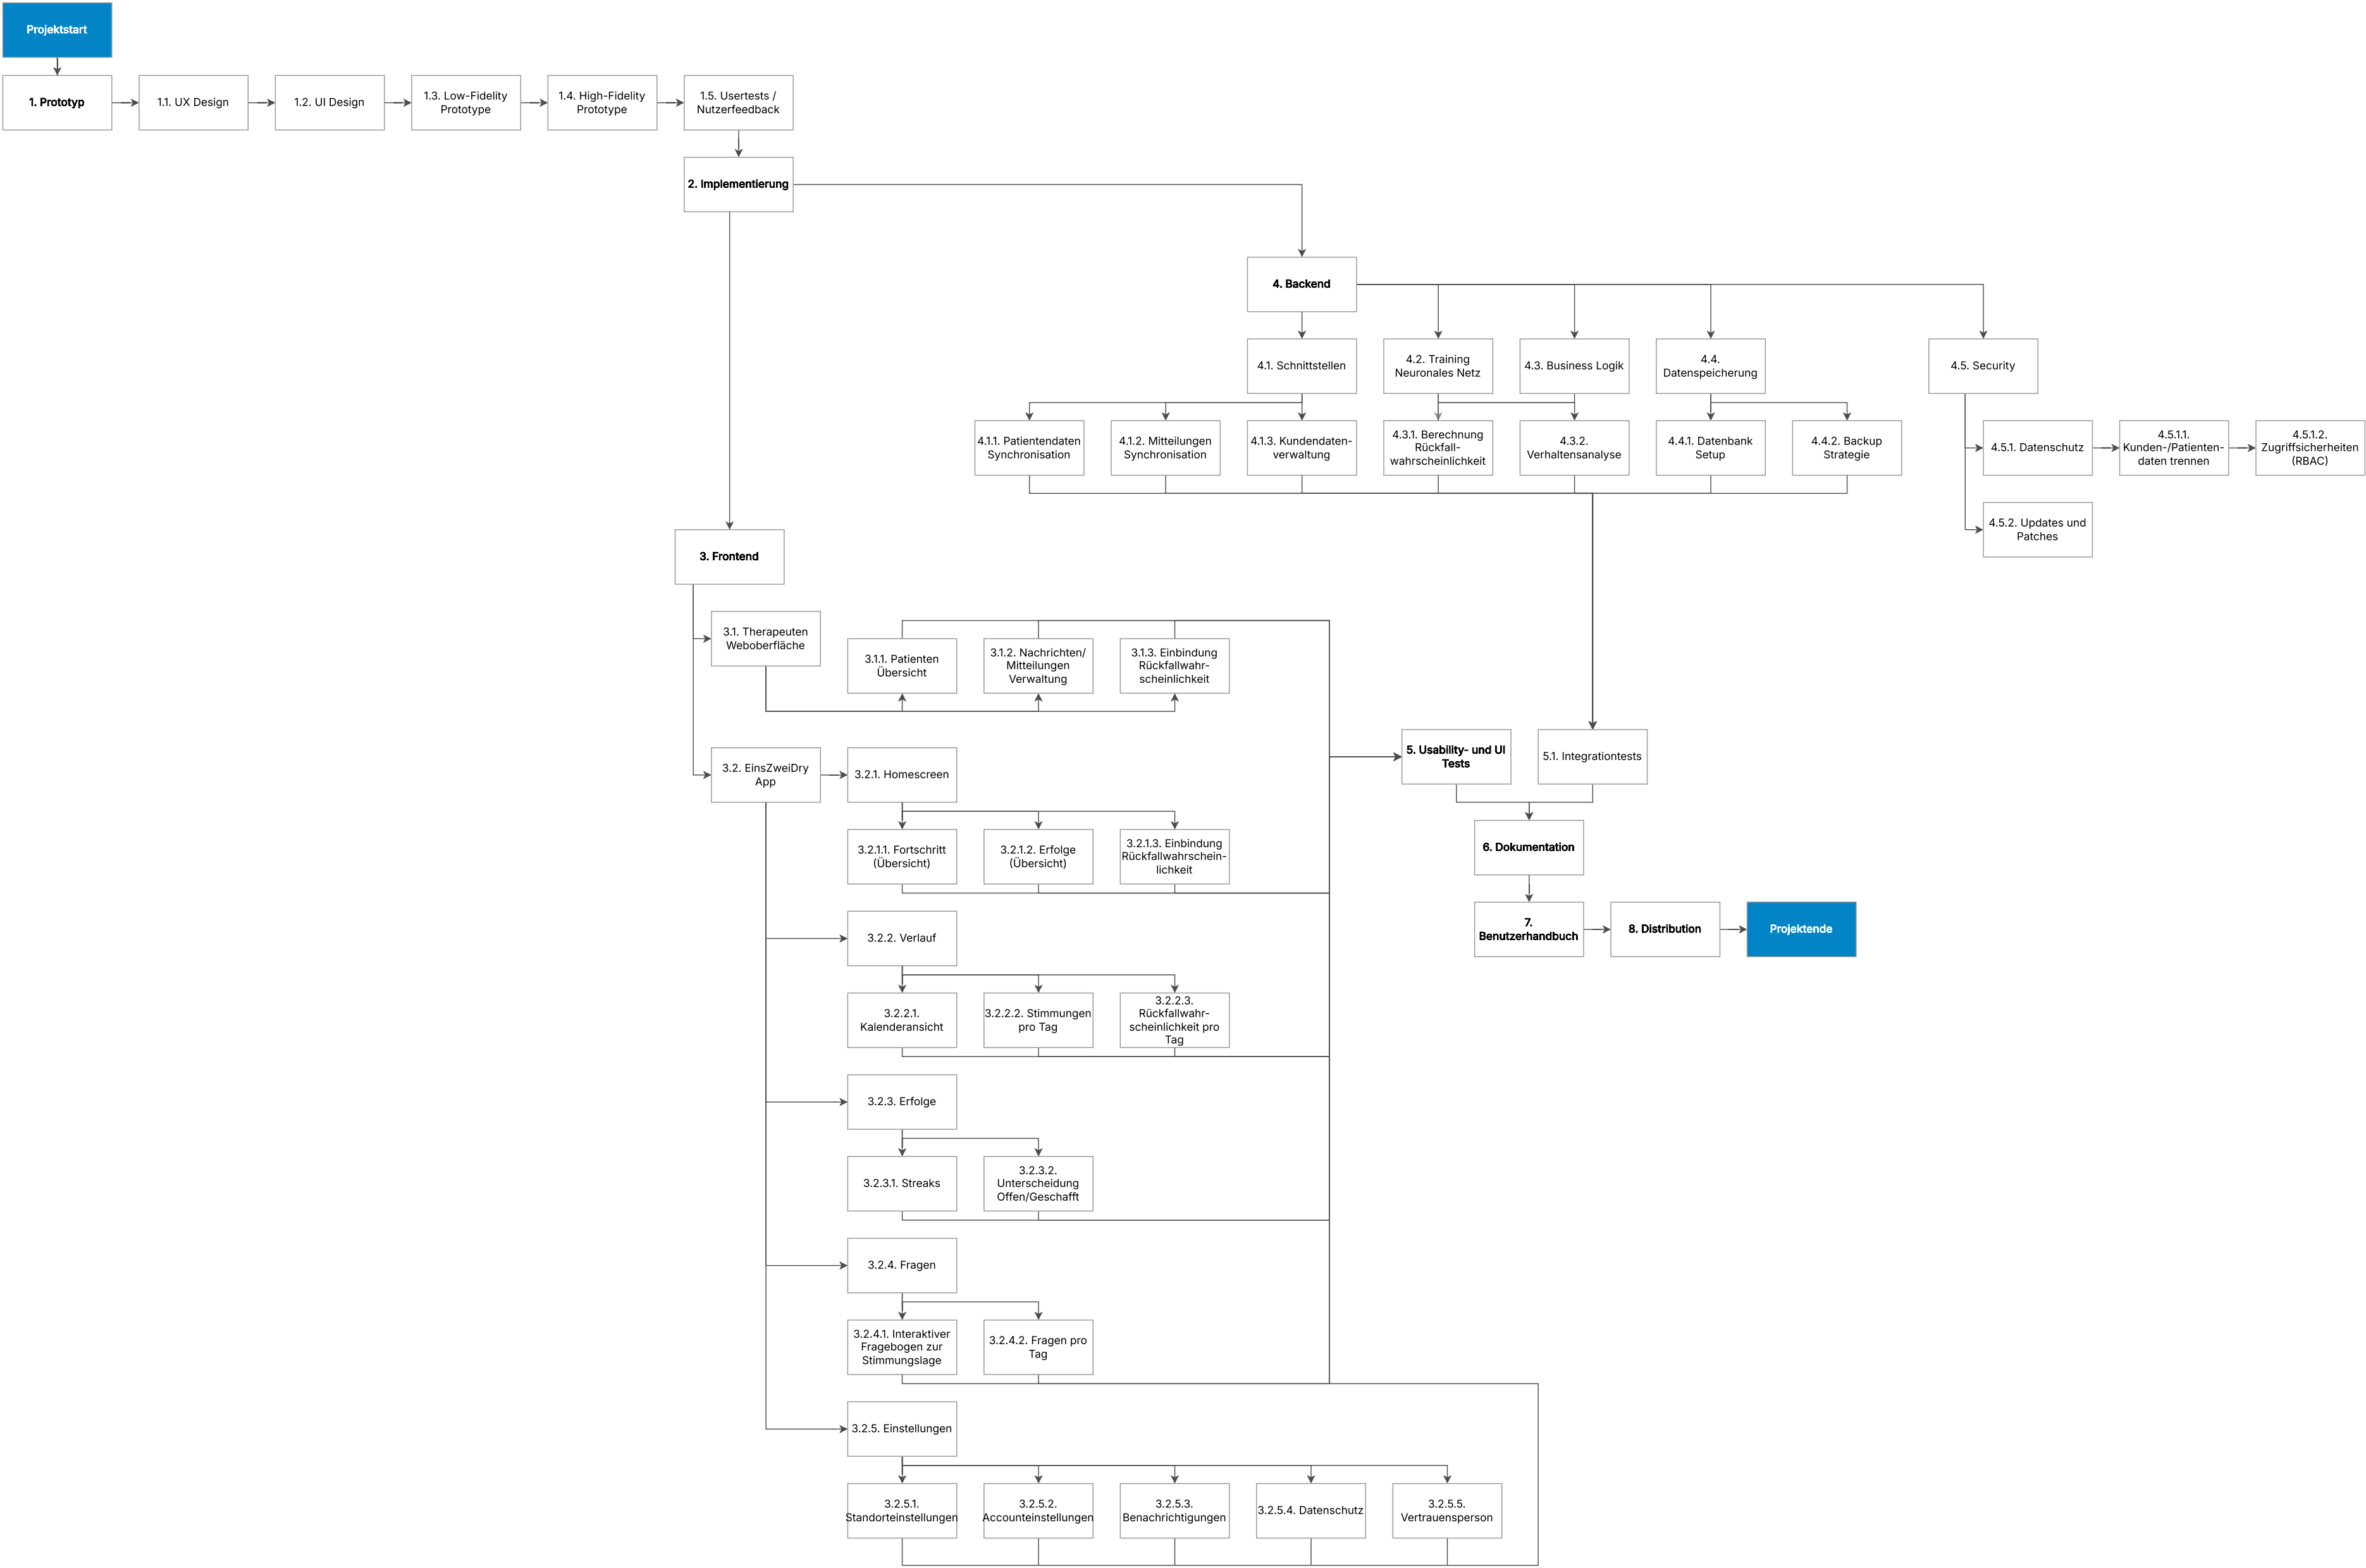 Projektstart
1. Prototyp
1.1. UX Design
1.2. UI Design
1.3. Low-Fidelity
Prototype
1.4. High-Fidelity
Prototype
1.5. Usertests /
Nutzerfeedback
2. Implementierung
4. Backend
4.1. Schnittstellen
4.2. Training
Neuronales Netz
4.3. Business Logik
4.4.
Datenspeicherung
4.5. Security
4.1.1. Patientendaten
Synchronisation
4.1.2. Mitteilungen
Synchronisation
4.1.3. Kundendaten-
verwaltung
4.3.1. Berechnung
Rückfall-
wahrscheinlichkeit
4.3.2.
Verhaltensanalyse
4.4.1. Datenbank
Setup
4.4.2. Backup
Strategie
4.5.1. Datenschutz
4.5.1.1.
Kunden-/Patienten-
daten trennen
4.5.1.2.
Zugriffsicherheiten
(RBAC)
4.5.2. Updates und
Patches
3. Frontend
3.1. Therapeuten
Weboberfläche
3.1.1. Patienten
Übersicht
3.1.2. Nachrichten/
Mitteilungen
Verwaltung
3.1.3. Einbindung
Rückfallwahr-
scheinlichkeit
5. Usability- und UI
Tests
5.1. Integrationtests
3.2. EinsZweiDry
App
3.2.1. Homescreen
3.2.1.1. Fortschritt
(Übersicht)
3.2.1.2. Erfolge
(Übersicht)
3.2.1.3. Einbindung
Rückfallwahrschein-
lichkeit
6. Dokumentation
7.
Benutzerhandbuch
8. Distribution
Projektende
3.2.2. Verlauf
3.2.2.1.
Kalenderansicht
3.2.2.2. Stimmungen
pro Tag
3.2.2.3.
Rückfallwahr-
scheinlichkeit pro
Tag
3.2.3. Erfolge
3.2.3.1. Streaks
3.2.3.2.
Unterscheidung
Offen/Geschafft
3.2.4. Fragen
3.2.4.1. Interaktiver
Fragebogen zur
Stimmungslage
3.2.4.2. Fragen pro
Tag
3.2.5. Einstellungen
3.2.5.1.
Standorteinstellungen
3.2.5.2.
Accounteinstellungen
3.2.5.3.
Benachrichtigungen
3.2.5.4. Datenschutz
3.2.5.5.
Vertrauensperson